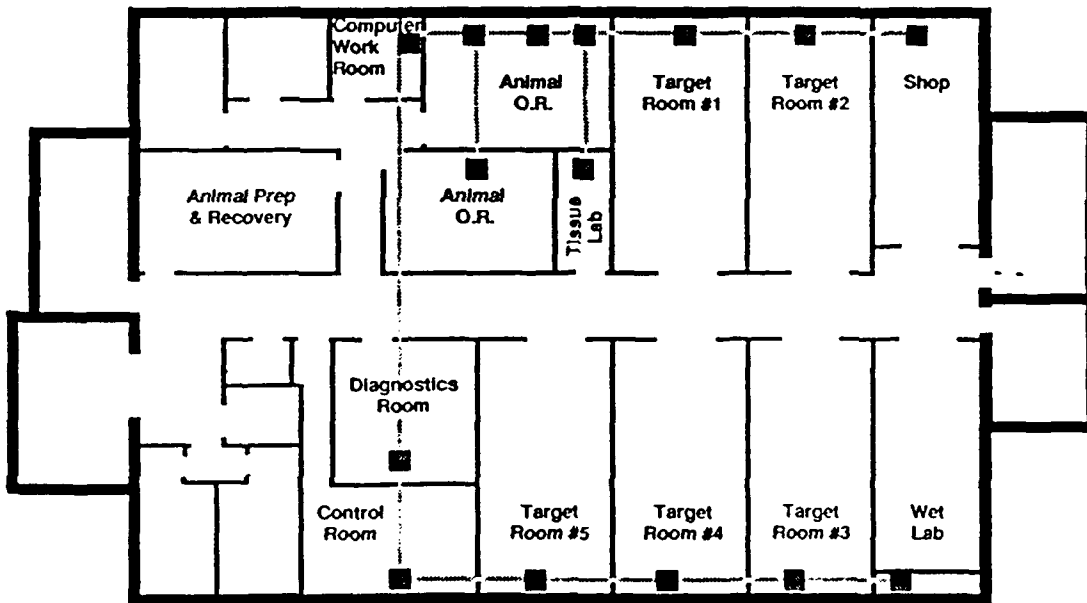 Computer
Work
Room
Animal
O.R.
Target
Room #1
Target
Room #2
Shop
Animal Prep
& Recovery
Animal
O.R.
Tissue
Lab
Diagnostics
Room
Control
Room
Target
Room #5
Target
Room #4
Target
Room #3
Wet
Lab